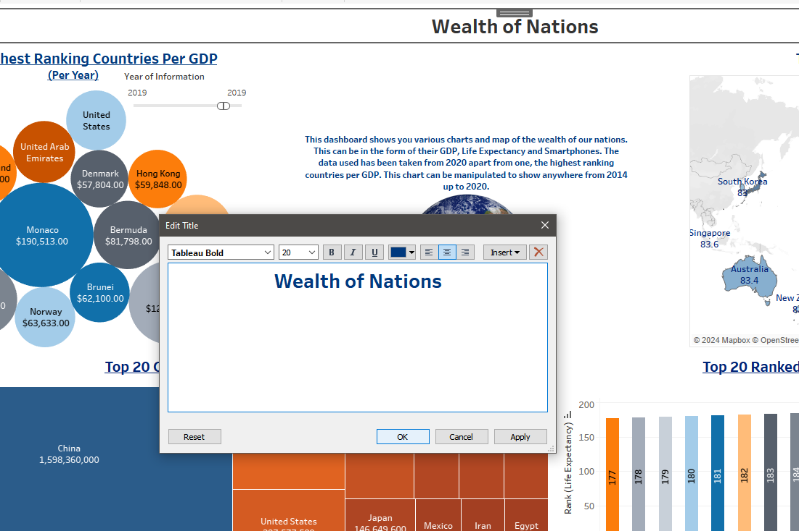 Wealth of Nations
hest Ranking Countries Per GDP
(Per Year)
Year of Information
2019 2019
United
States
United Arab
Emirates
nd
00
Denmark
$57,804.00
Hong Kong
$59,848.00
Monaco
$190,513.00
Bermuda
$81,798.00
Brunei
$62,100.00
0
Norway
$63,633.00
$12
This dashboard shows you various charts and map of the wealth of our nations.
This can be in the form of their GDP, Life Expectancy and Smartphones. The
data used has been taken from 2020 apart from one, the highest ranking
countries per GDP. This chart can be manipulated to show anywhere from 2014
up to 2020.
South Korea
83
Singapore
83.6
Australia
83.4
New Z
© 2024 Mapbox © OpenStree
Edit Title
Tableau Bold 20 B I U Insert
Wealth of Nations
Reset OK Cancel Apply
Top 20 C
China
1,598,360,000
United States
Japan
146,649,600
Mexico
Iran
Egypt
Top 20 Ranked
Rank (Life Expectancy)
200
150
100
50
177
178
179
180
181
182
183
184